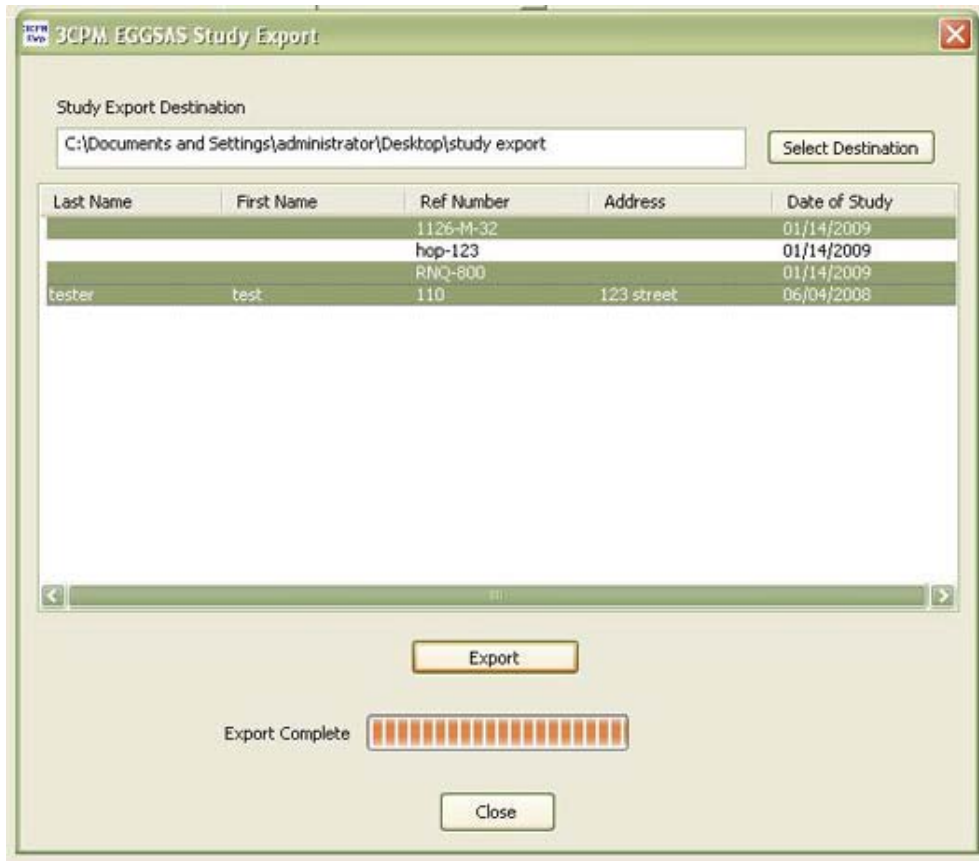 3CPM EGGSAS Study Export
Study Export Destination
C:\Documents and Settings\administrator\Desktop\study export Select Destination
Last Name First Name Ref Number Address Date of Study
1126-M-32 01/14/2009
hop-123 01/14/2009
RNQ-800 01/14/2009
tester test 110 123 street 06/04/2008
Export
Export Complete
Close